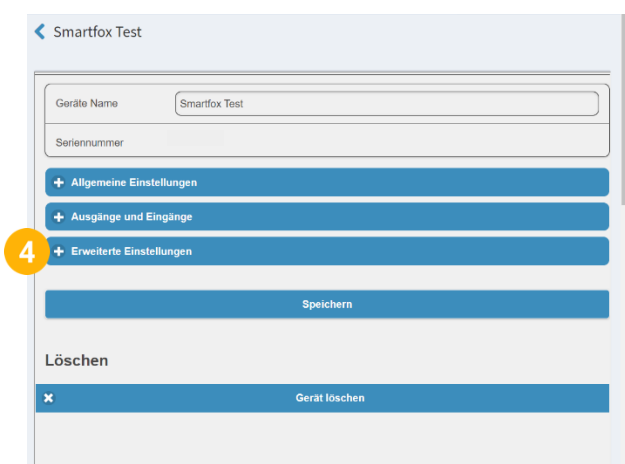 Smartfox Test
Geräte Name Smartfox Test
Seriennummer
Allgemeine Einstellungen
Ausgänge und Eingänge
4 Erweiterte Einstellungen
Speichern
Löschen
Gerät löschen